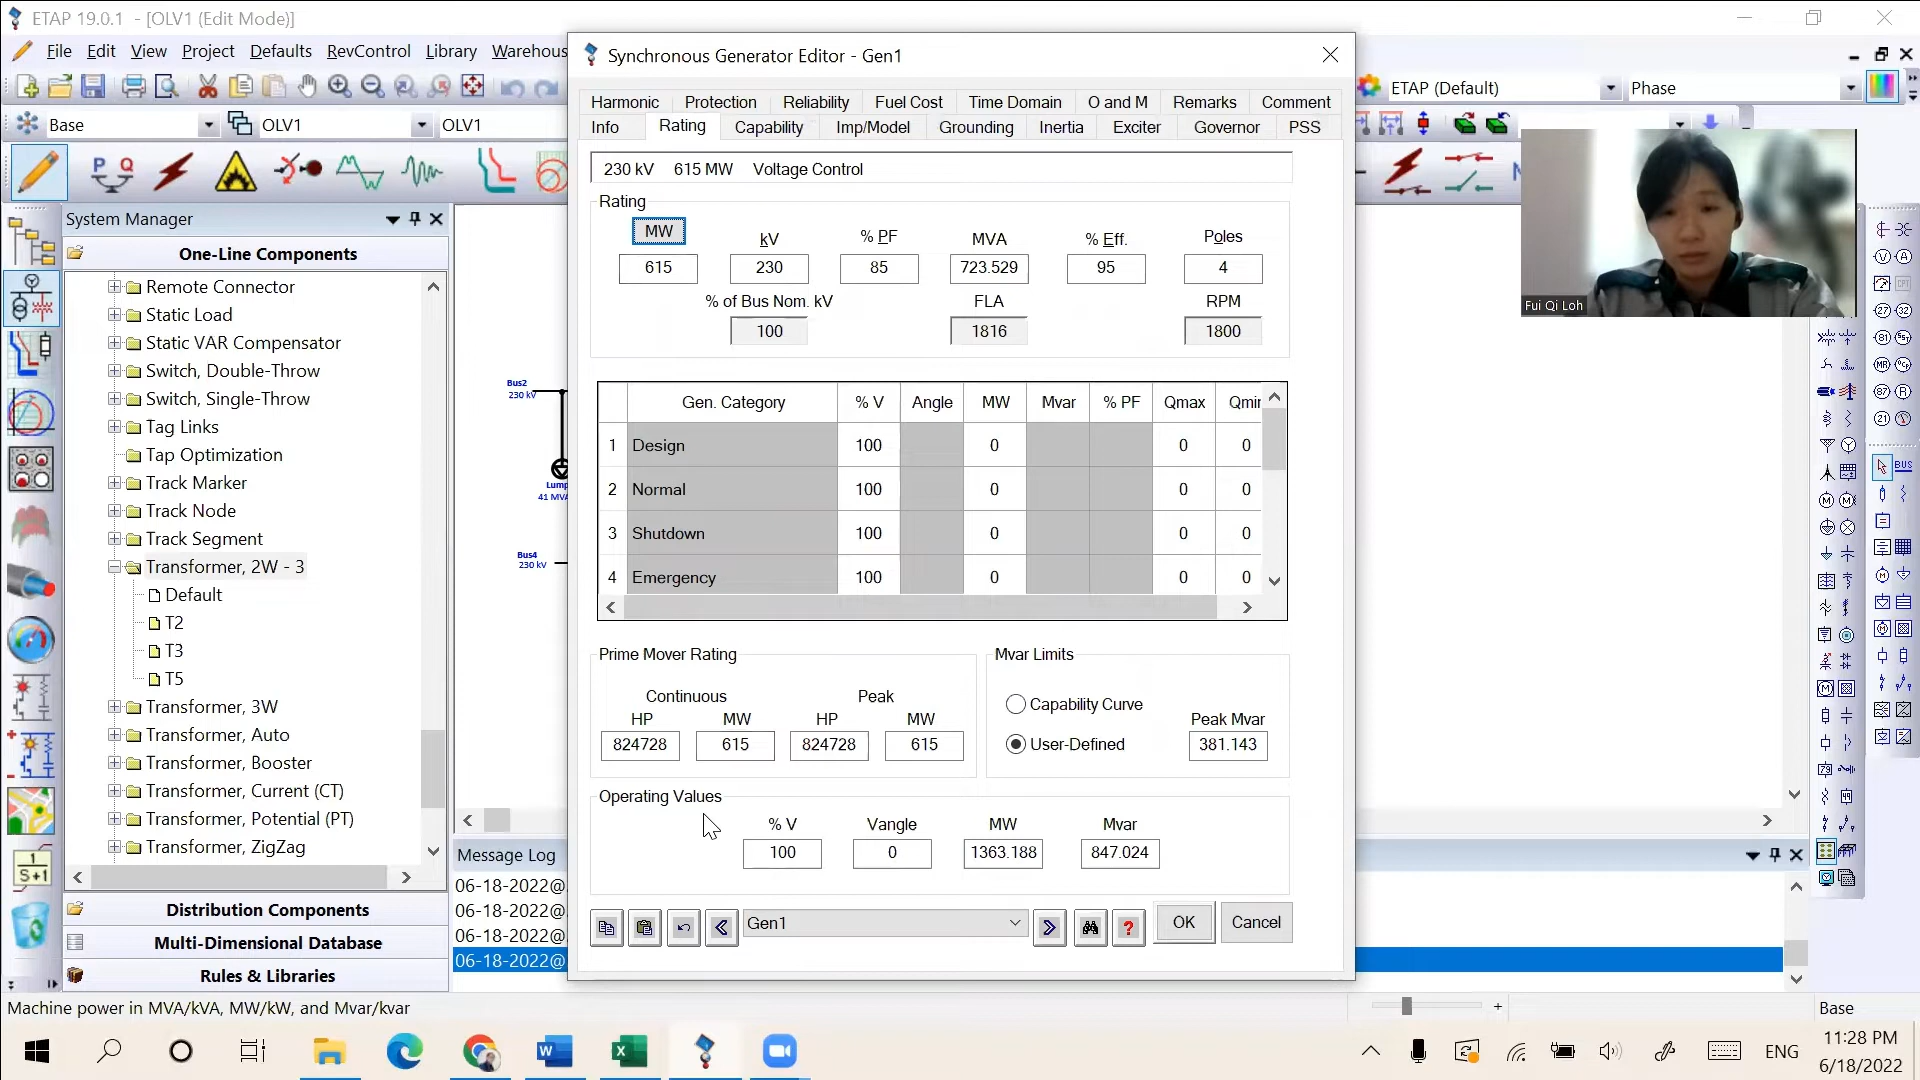 ETAP 19.0.1 - [OLV1 (Edit Mode)]
File Edit View Project Defaults RevControl Library Warehous
Base
OLV1
OLV1
ETAP (Default)
Phase
System Manager
One-Line Components
Remote Connector
Static Load
Static VAR Compensator
Switch, Double-Throw
Switch, Single-Throw
Tag Links
Tap Optimization
Track Marker
Track Node
Track Segment
Transformer, 2W - 3
Default
T2
T3
T5
Transformer, 3W
Transformer, Auto
Transformer, Booster
Transformer, Current (CT)
Transformer, Potential (PT)
Transformer, ZigZag
Distribution Components
Multi-Dimensional Database
Rules & Libraries
Bus2
230 kV
Lump
41 MVA
Bus4
230 kV
Message Log
06-18-2022@
06-18-2022@
06-18-2022@
06-18-2022@
Synchronous Generator Editor - Gen1
Harmonic Protection Reliability Fuel Cost Time Domain O and M Remarks Comment
Info Rating Capability Imp/Model Grounding Inertia Exciter Governor PSS
230 kV 615 MW Voltage Control
Rating
MW kV % PF MVA % Eff. Poles
615 230 85 723.529 95 4
% of Bus Nom. kV FLA RPM
100 1816 1800
Gen. Category % V Angle MW Mvar % PF Qmax Qmin
1 Design 100 0 0 0
2 Normal 100 0 0 0
3 Shutdown 100 0 0 0
4 Emergency 100 0 0 0
Prime Mover Rating
Continuous Peak
HP MW HP MW
824728 615 824728 615
Mvar Limits
Capability Curve
User-Defined
Peak Mvar
381.143
Operating Values
% V Vangle MW Mvar
100 0 1363.188 847.024
Gen1
OK Cancel
Fui Qi Loh
Machine power in MVA/kVA, MW/kW, and Mvar/kvar
Base
ENG
11:28 PM
6/18/2022